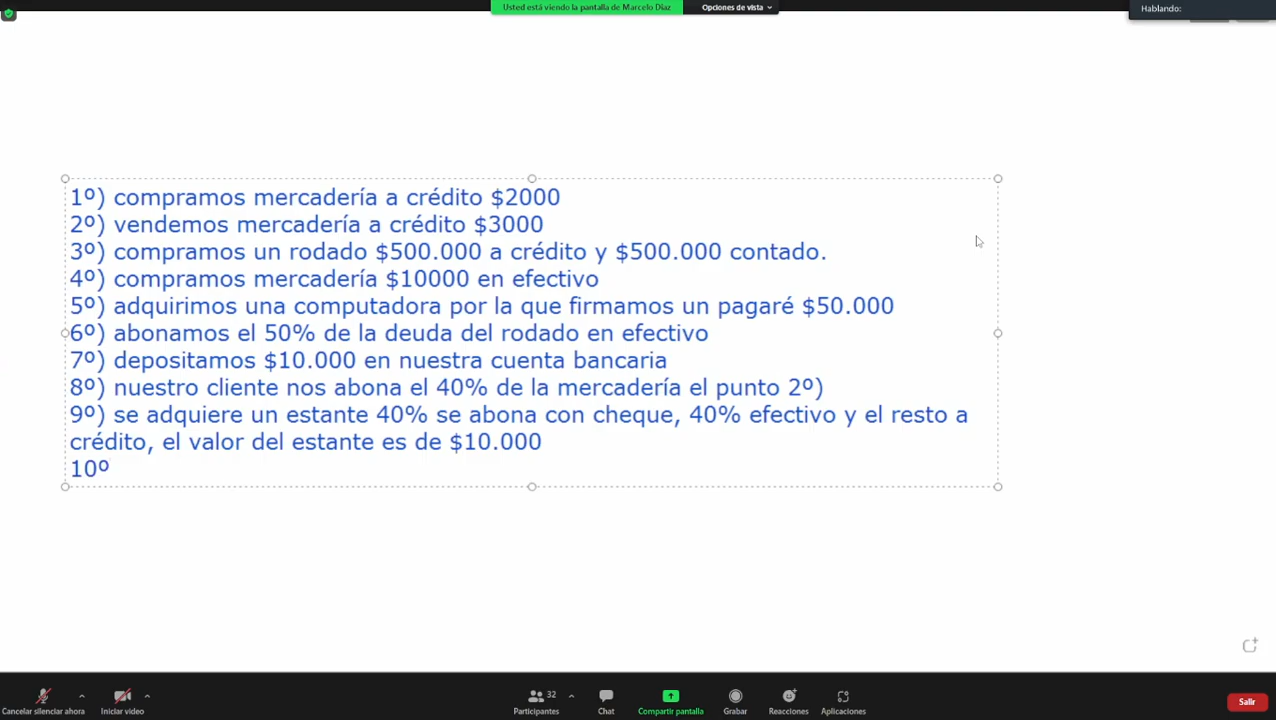 Usted está viendo la pantalla de Marcelo Diaz
Opciones de vista
Hablando:
1º) compramos mercadería a crédito $2000
2º) vendemos mercadería a crédito $3000
3º) compramos un rodado $500.000 a crédito y $500.000 contado.
4º) compramos mercadería $10000 en efectivo
5º) adquirimos una computadora por la que firmamos un pagaré $50.000
6º) abonamos el 50% de la deuda del rodado en efectivo
7º) depositamos $10.000 en nuestra cuenta bancaria
8º) nuestro cliente nos abona el 40% de la mercadería el punto 2º)
9º) se adquiere un estante 40% se abona con cheque, 40% efectivo y el resto a
crédito, el valor del estante es de $10.000
10º
Cancelar silenciar ahora
Iniciar video
32
Participantes
Chat
Compartir pantalla
Grabar
Reacciones
Aplicaciones
Salir